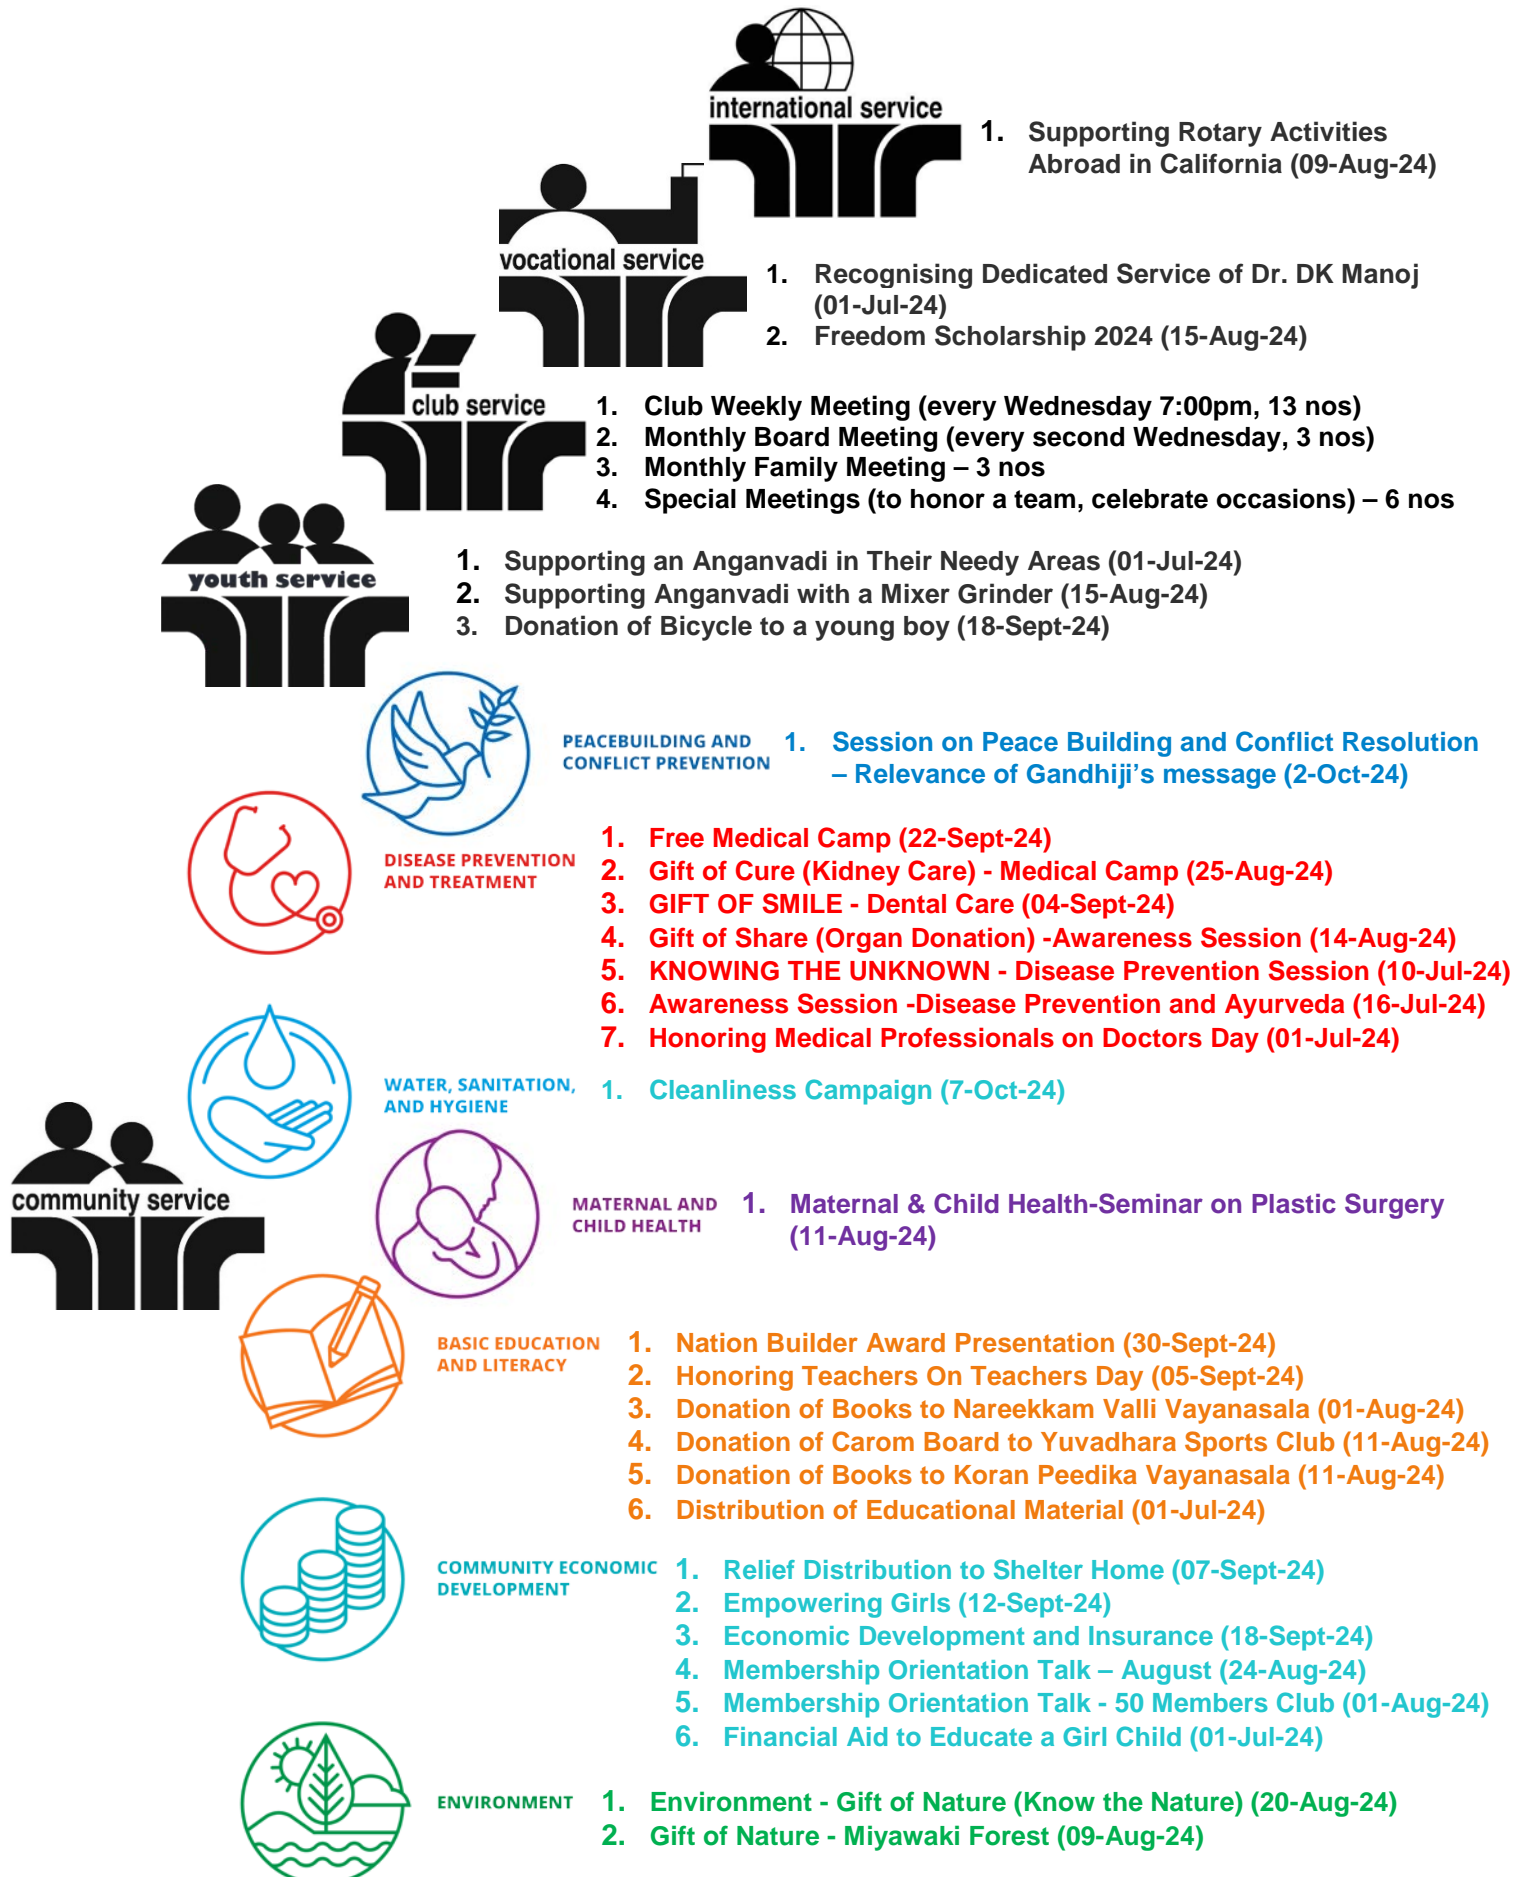 international service
1. Supporting Rotary Activities
Abroad in California (09-Aug-24)
vocational service
1. Recognising Dedicated Service of Dr. DK Manoj
(01-Jul-24)
2. Freedom Scholarship 2024 (15-Aug-24)
club service
1. Club Weekly Meeting (every Wednesday 7:00pm, 13 nos)
2. Monthly Board Meeting (every second Wednesday, 3 nos)
3. Monthly Family Meeting – 3 nos
4. Special Meetings (to honor a team, celebrate occasions) – 6 nos
youth service
1. Supporting an Anganvadi in Their Needy Areas (01-Jul-24)
2. Supporting Anganvadi with a Mixer Grinder (15-Aug-24)
3. Donation of Bicycle to a young boy (18-Sept-24)
PEACEBUILDING AND
CONFLICT PREVENTION
1. Session on Peace Building and Conflict Resolution
– Relevance of Gandhiji’s message (2-Oct-24)
DISEASE PREVENTION
AND TREATMENT
1. Free Medical Camp (22-Sept-24)
2. Gift of Cure (Kidney Care) - Medical Camp (25-Aug-24)
3. GIFT OF SMILE - Dental Care (04-Sept-24)
4. Gift of Share (Organ Donation) -Awareness Session (14-Aug-24)
5. KNOWING THE UNKNOWN - Disease Prevention Session (10-Jul-24)
6. Awareness Session -Disease Prevention and Ayurveda (16-Jul-24)
7. Honoring Medical Professionals on Doctors Day (01-Jul-24)
WATER, SANITATION,
AND HYGIENE
1. Cleanliness Campaign (7-Oct-24)
community service
MATERNAL AND
CHILD HEALTH
1. Maternal & Child Health-Seminar on Plastic Surgery
(11-Aug-24)
BASIC EDUCATION
AND LITERACY
1. Nation Builder Award Presentation (30-Sept-24)
2. Honoring Teachers On Teachers Day (05-Sept-24)
3. Donation of Books to Nareekkam Valli Vayanasala (01-Aug-24)
4. Donation of Carom Board to Yuvadhara Sports Club (11-Aug-24)
5. Donation of Books to Koran Peedika Vayanasala (11-Aug-24)
6. Distribution of Educational Material (01-Jul-24)
COMMUNITY ECONOMIC
DEVELOPMENT
1. Relief Distribution to Shelter Home (07-Sept-24)
2. Empowering Girls (12-Sept-24)
3. Economic Development and Insurance (18-Sept-24)
4. Membership Orientation Talk – August (24-Aug-24)
5. Membership Orientation Talk - 50 Members Club (01-Aug-24)
6. Financial Aid to Educate a Girl Child (01-Jul-24)
ENVIRONMENT
1. Environment - Gift of Nature (Know the Nature) (20-Aug-24)
2. Gift of Nature - Miyawaki Forest (09-Aug-24)